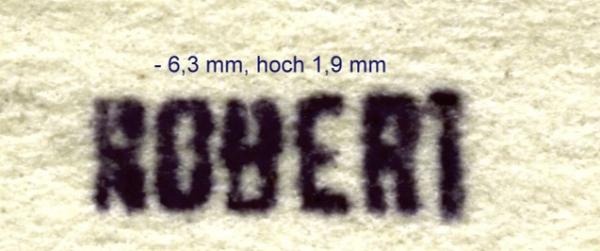 - 6,3 mm, hoch 1,9 mm
ROBERT